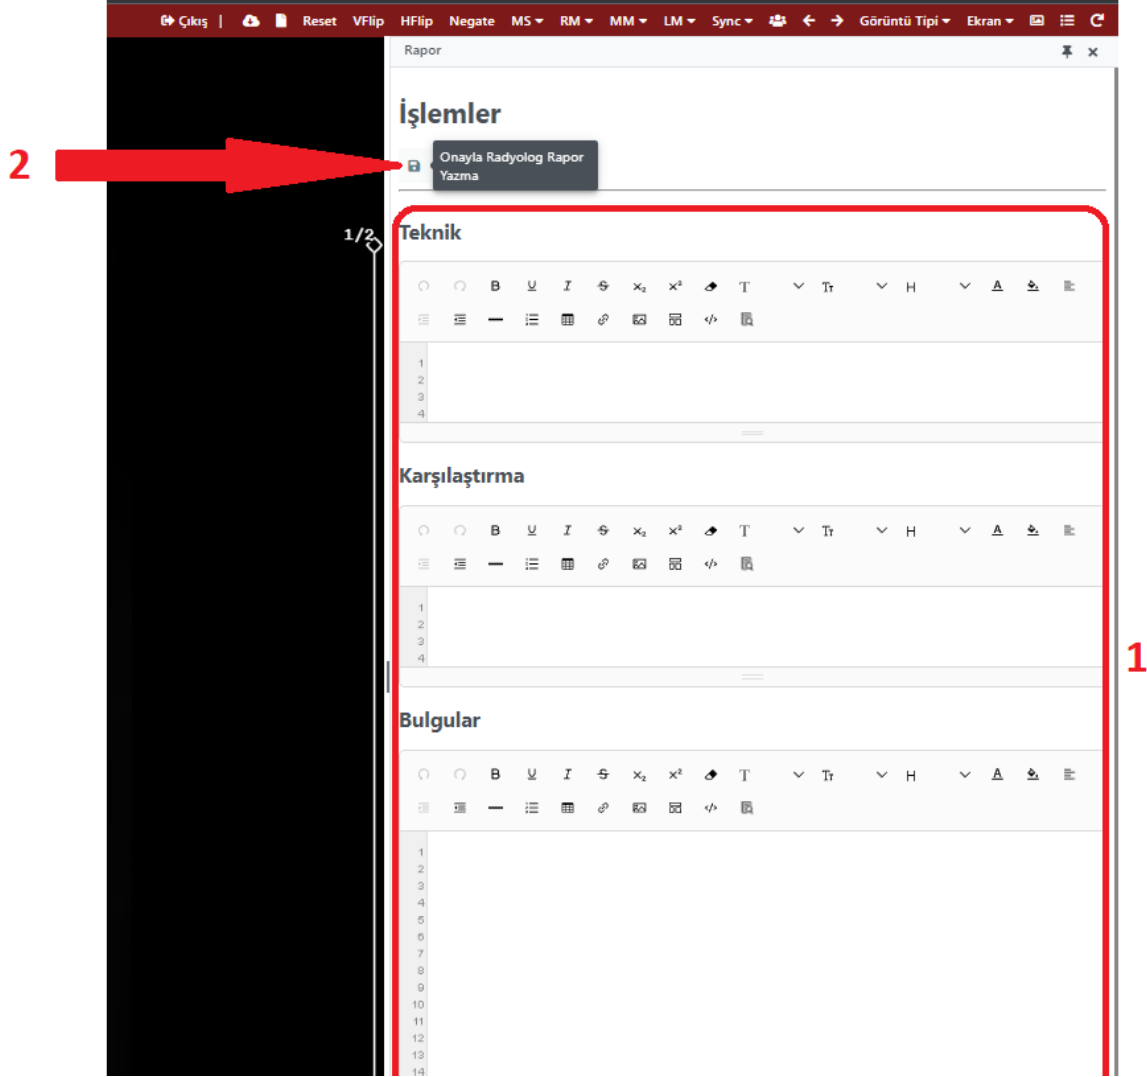 Çıkış | Reset VFlip HFlip Negate MS RM MM LM Sync Görüntü Tipi Ekran
Rapor
İşlemler
2
Onayla Radyolog Rapor
Yazma
1/2
Teknik
B U I S x₂ x² T Tт H A
</>
1
2
3
4
Karşılaştırma
B U I S x₂ x² T Tт H A
</>
1
2
3
4
1
Bulgular
B U I S x₂ x² T Tт H A
</>
1
2
3
4
5
6
7
8
9
10
11
12
13
14